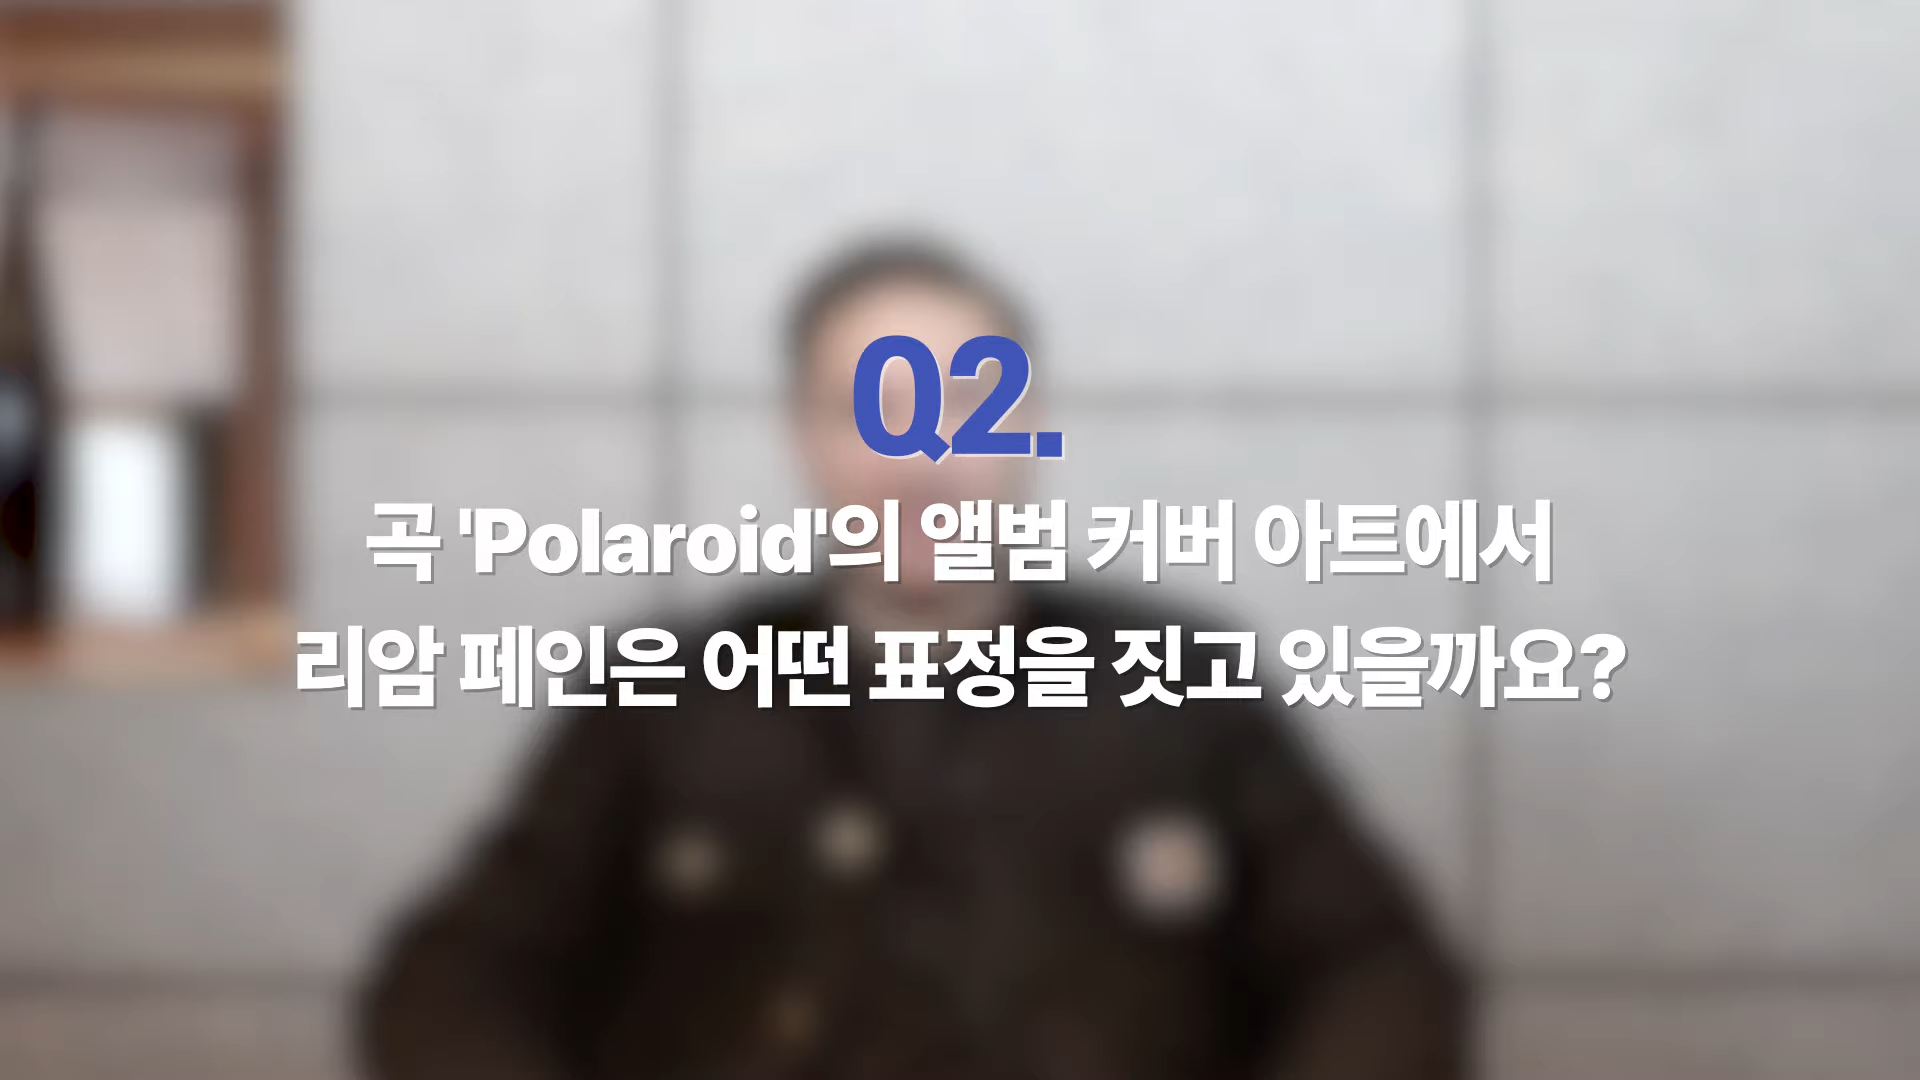 Q2.
곡 'Polaroid'의 앨범 커버 아트에서
리암 페인은 어떤 표정을 짓고 있을까요?